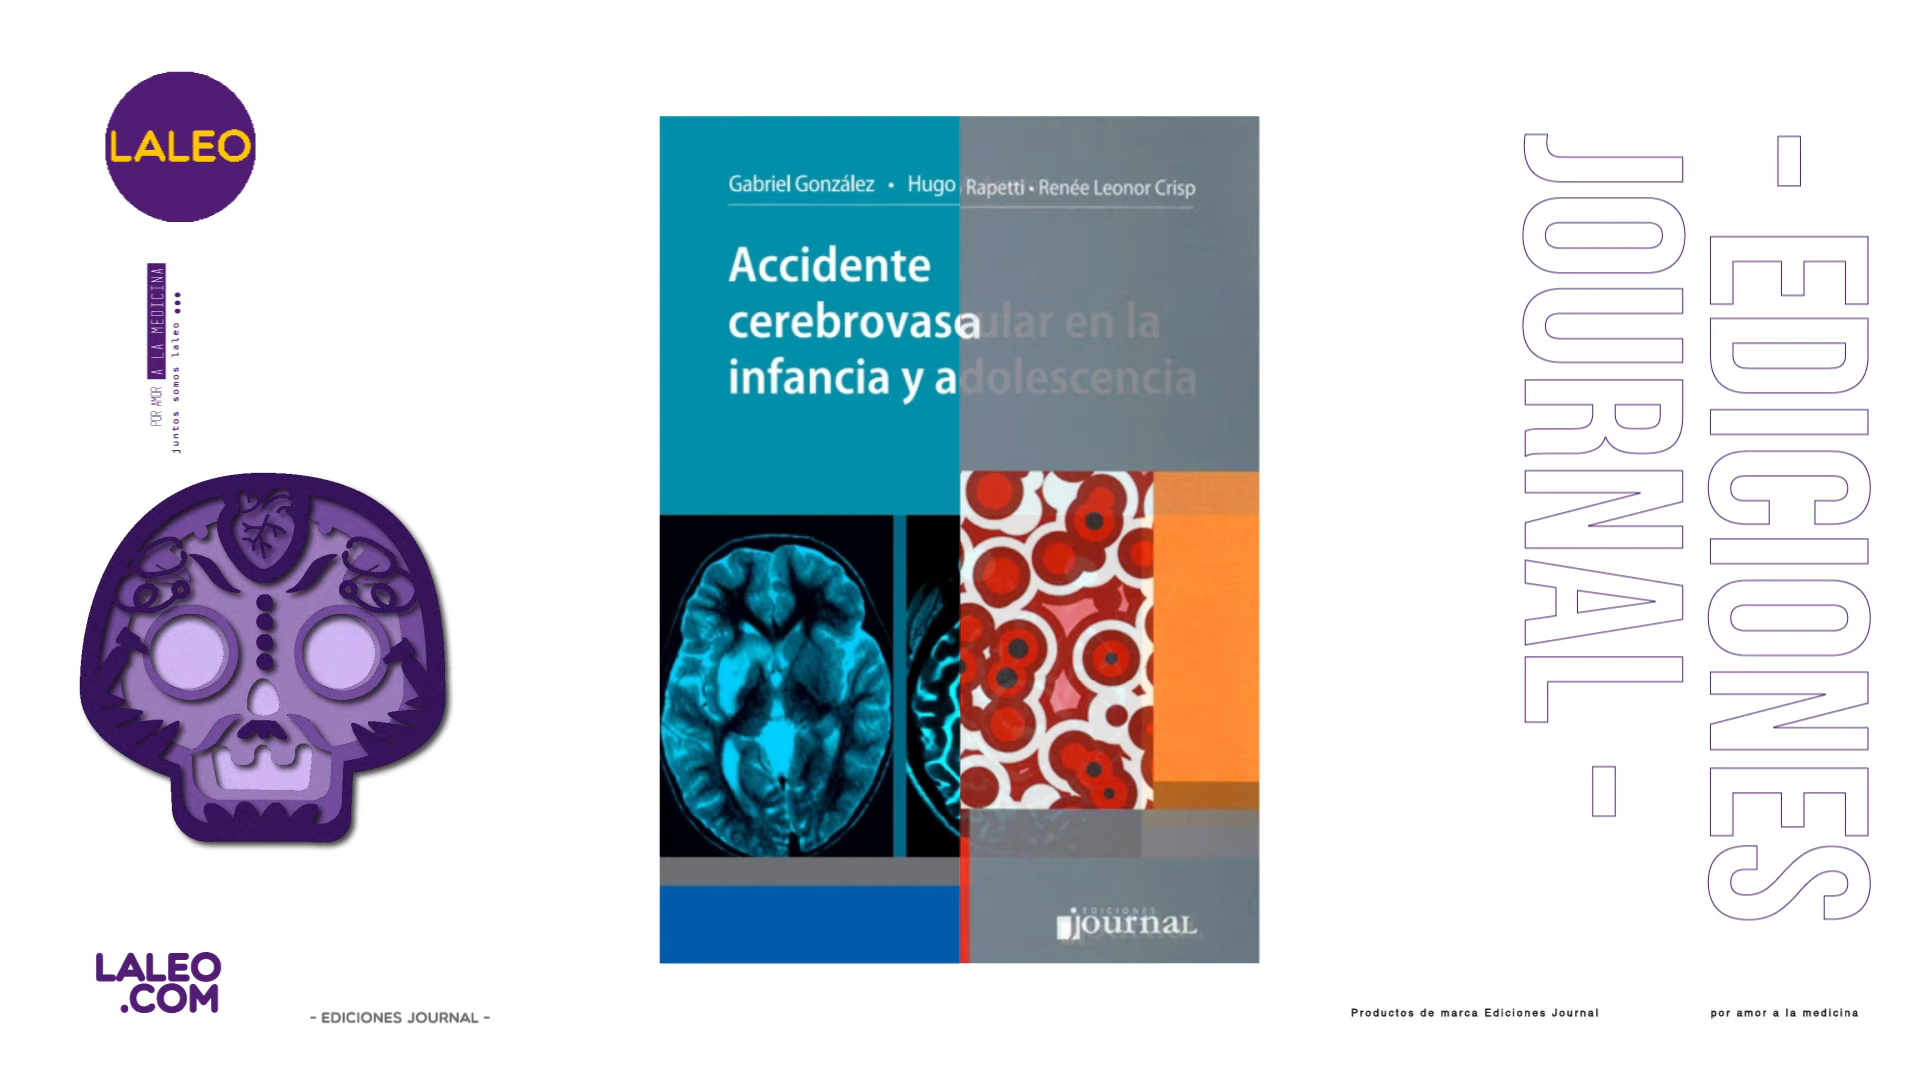 LALEO
POR AMOR A LA MEDICINA
juntos somos laleo
LALEO
.COM
- EDICIONES JOURNAL -
Gabriel González • Hugo Rapetti • Renée Leonor Crisp
Accidente
cerebrovascular en la
infancia y adolescencia
EDICIONES
journal
- EDICIONES
JOURNAL -
Productos de marca Ediciones Journal
por amor a la medicina